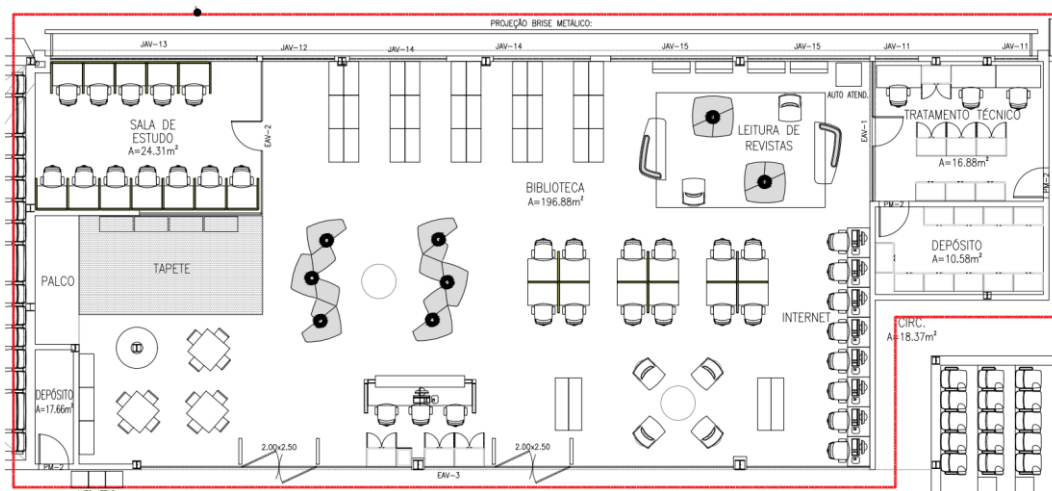 PROJEÇÃO BRISE METÁLICO:
JAV-13
JAV-12
JAV-14
JAV-14
JAV-15
JAV-15
JAV-11
JAV-11
SALA DE
ESTUDO
A=24.31m²
EAV-2
AUTO ATEND.
LEITURA DE
REVISTAS
EAV-1
TRATAMENTO TÉCNICO
A=16.88m²
PM-2
BIBLIOTECA
A=196.88m²
PM-2
DEPÓSITO
A=10.58m²
PALCO
TAPETE
INTERNET
CIRC.
A=18.37m²
DEPÓSITO
A=17.66m²
PM-2
2.00x2.50
2.00x2.50
EAV-3